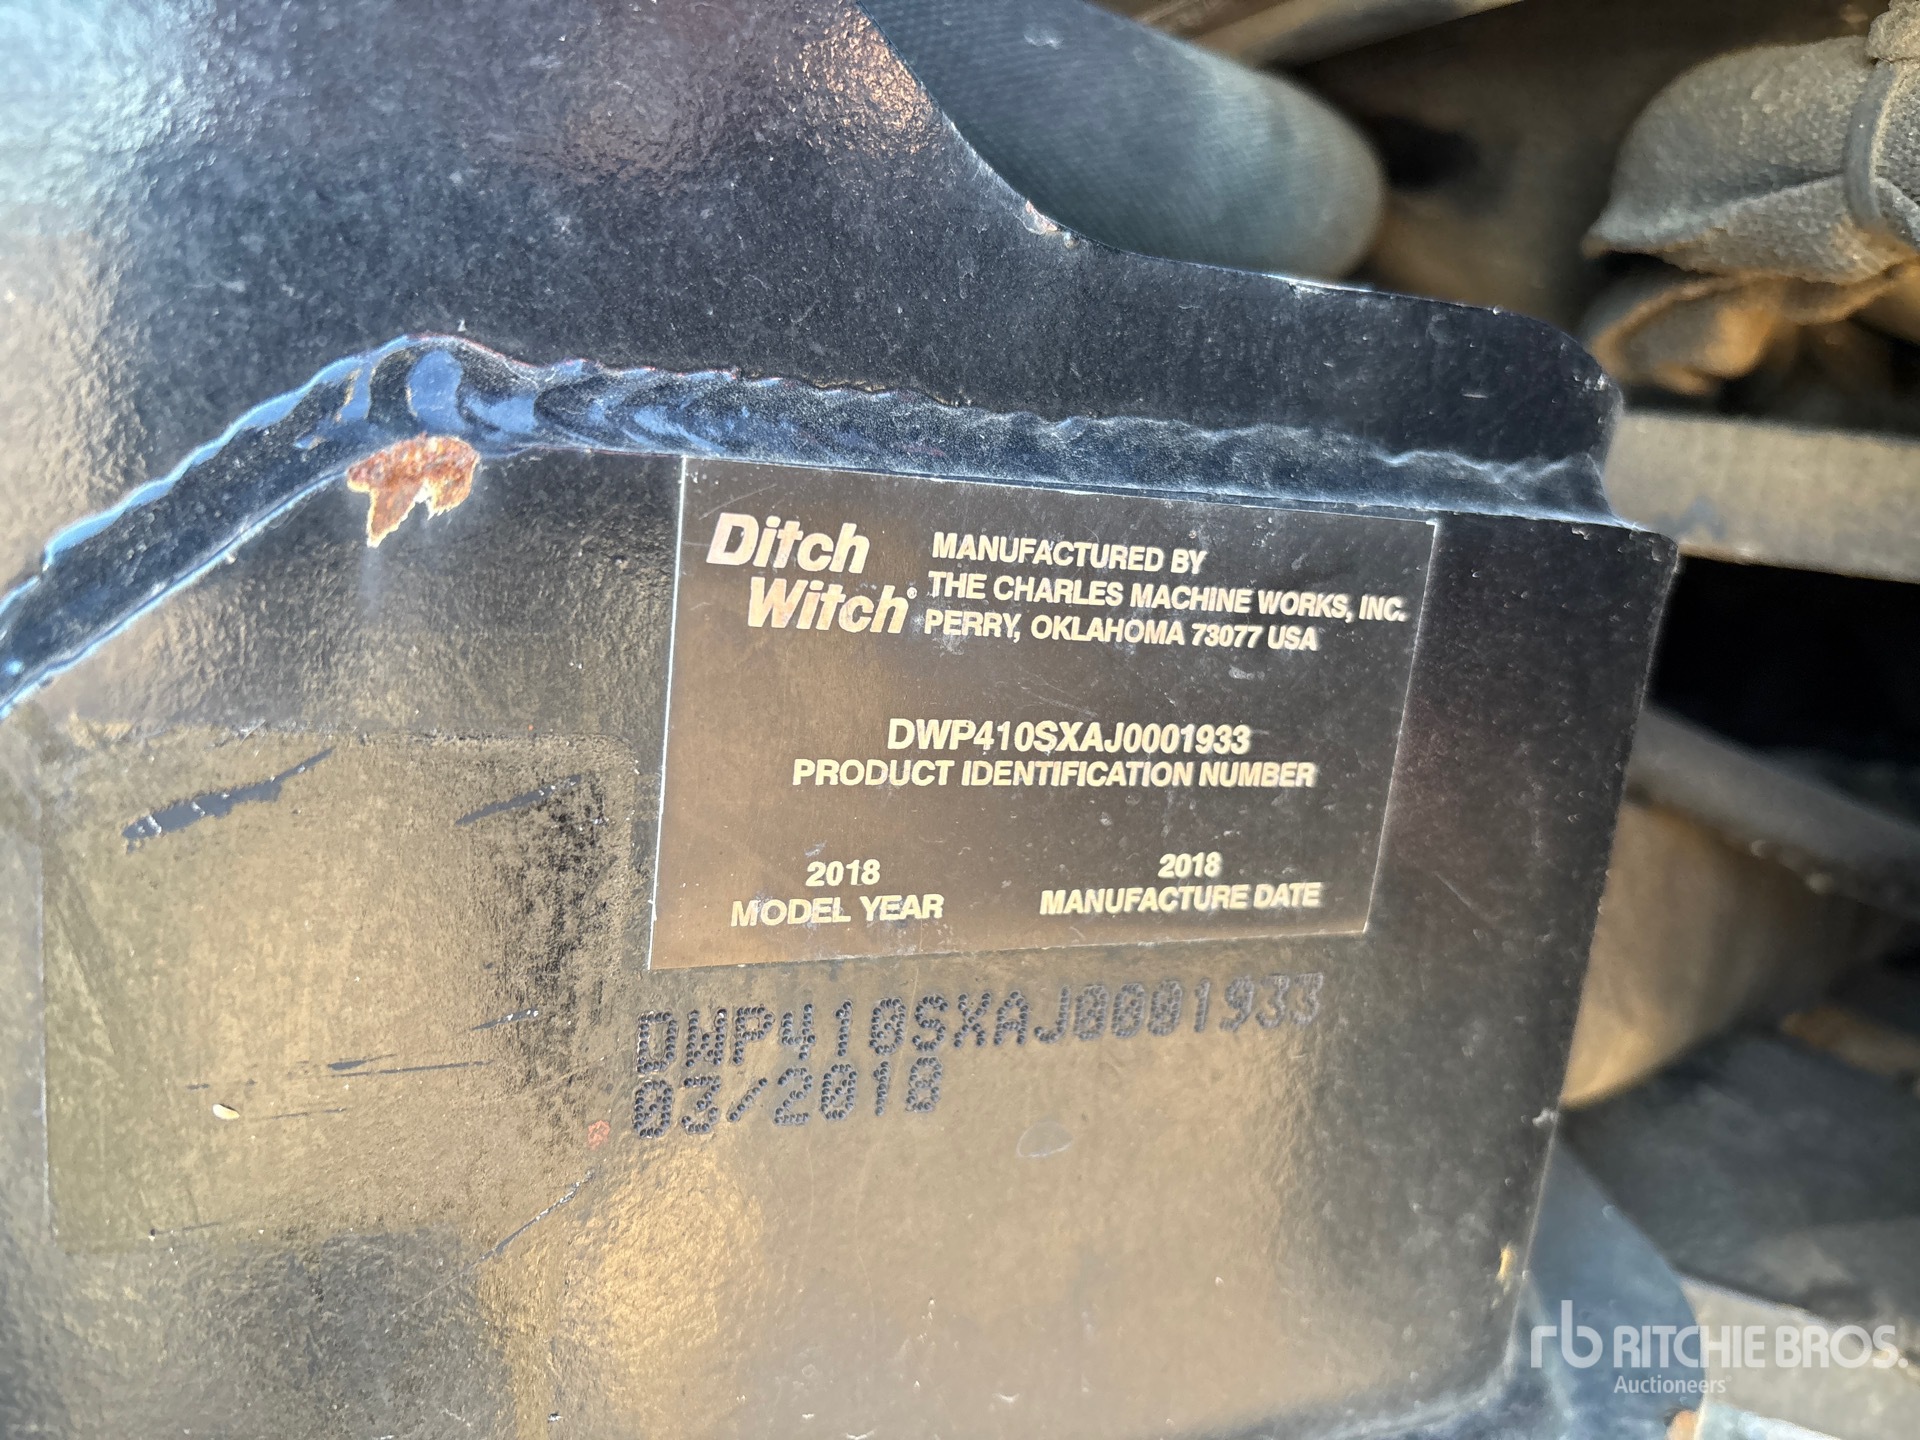 Ditch
Witch®
MANUFACTURED BY
THE CHARLES MACHINE WORKS, INC.
PERRY, OKLAHOMA 73077 USA
DWP410SXAJ0001933
PRODUCT IDENTIFICATION NUMBER
2018
MODEL YEAR
2018
MANUFACTURE DATE
DWP410SXAJ0001933
03/2018
rb RITCHIE BROS.
Auctioneers